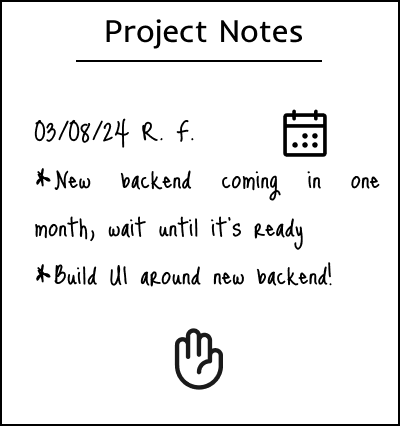 Project Notes
03/08/24 R. F.
*New backend coming in one
month, wait until it's ready
*Build UI around new backend!